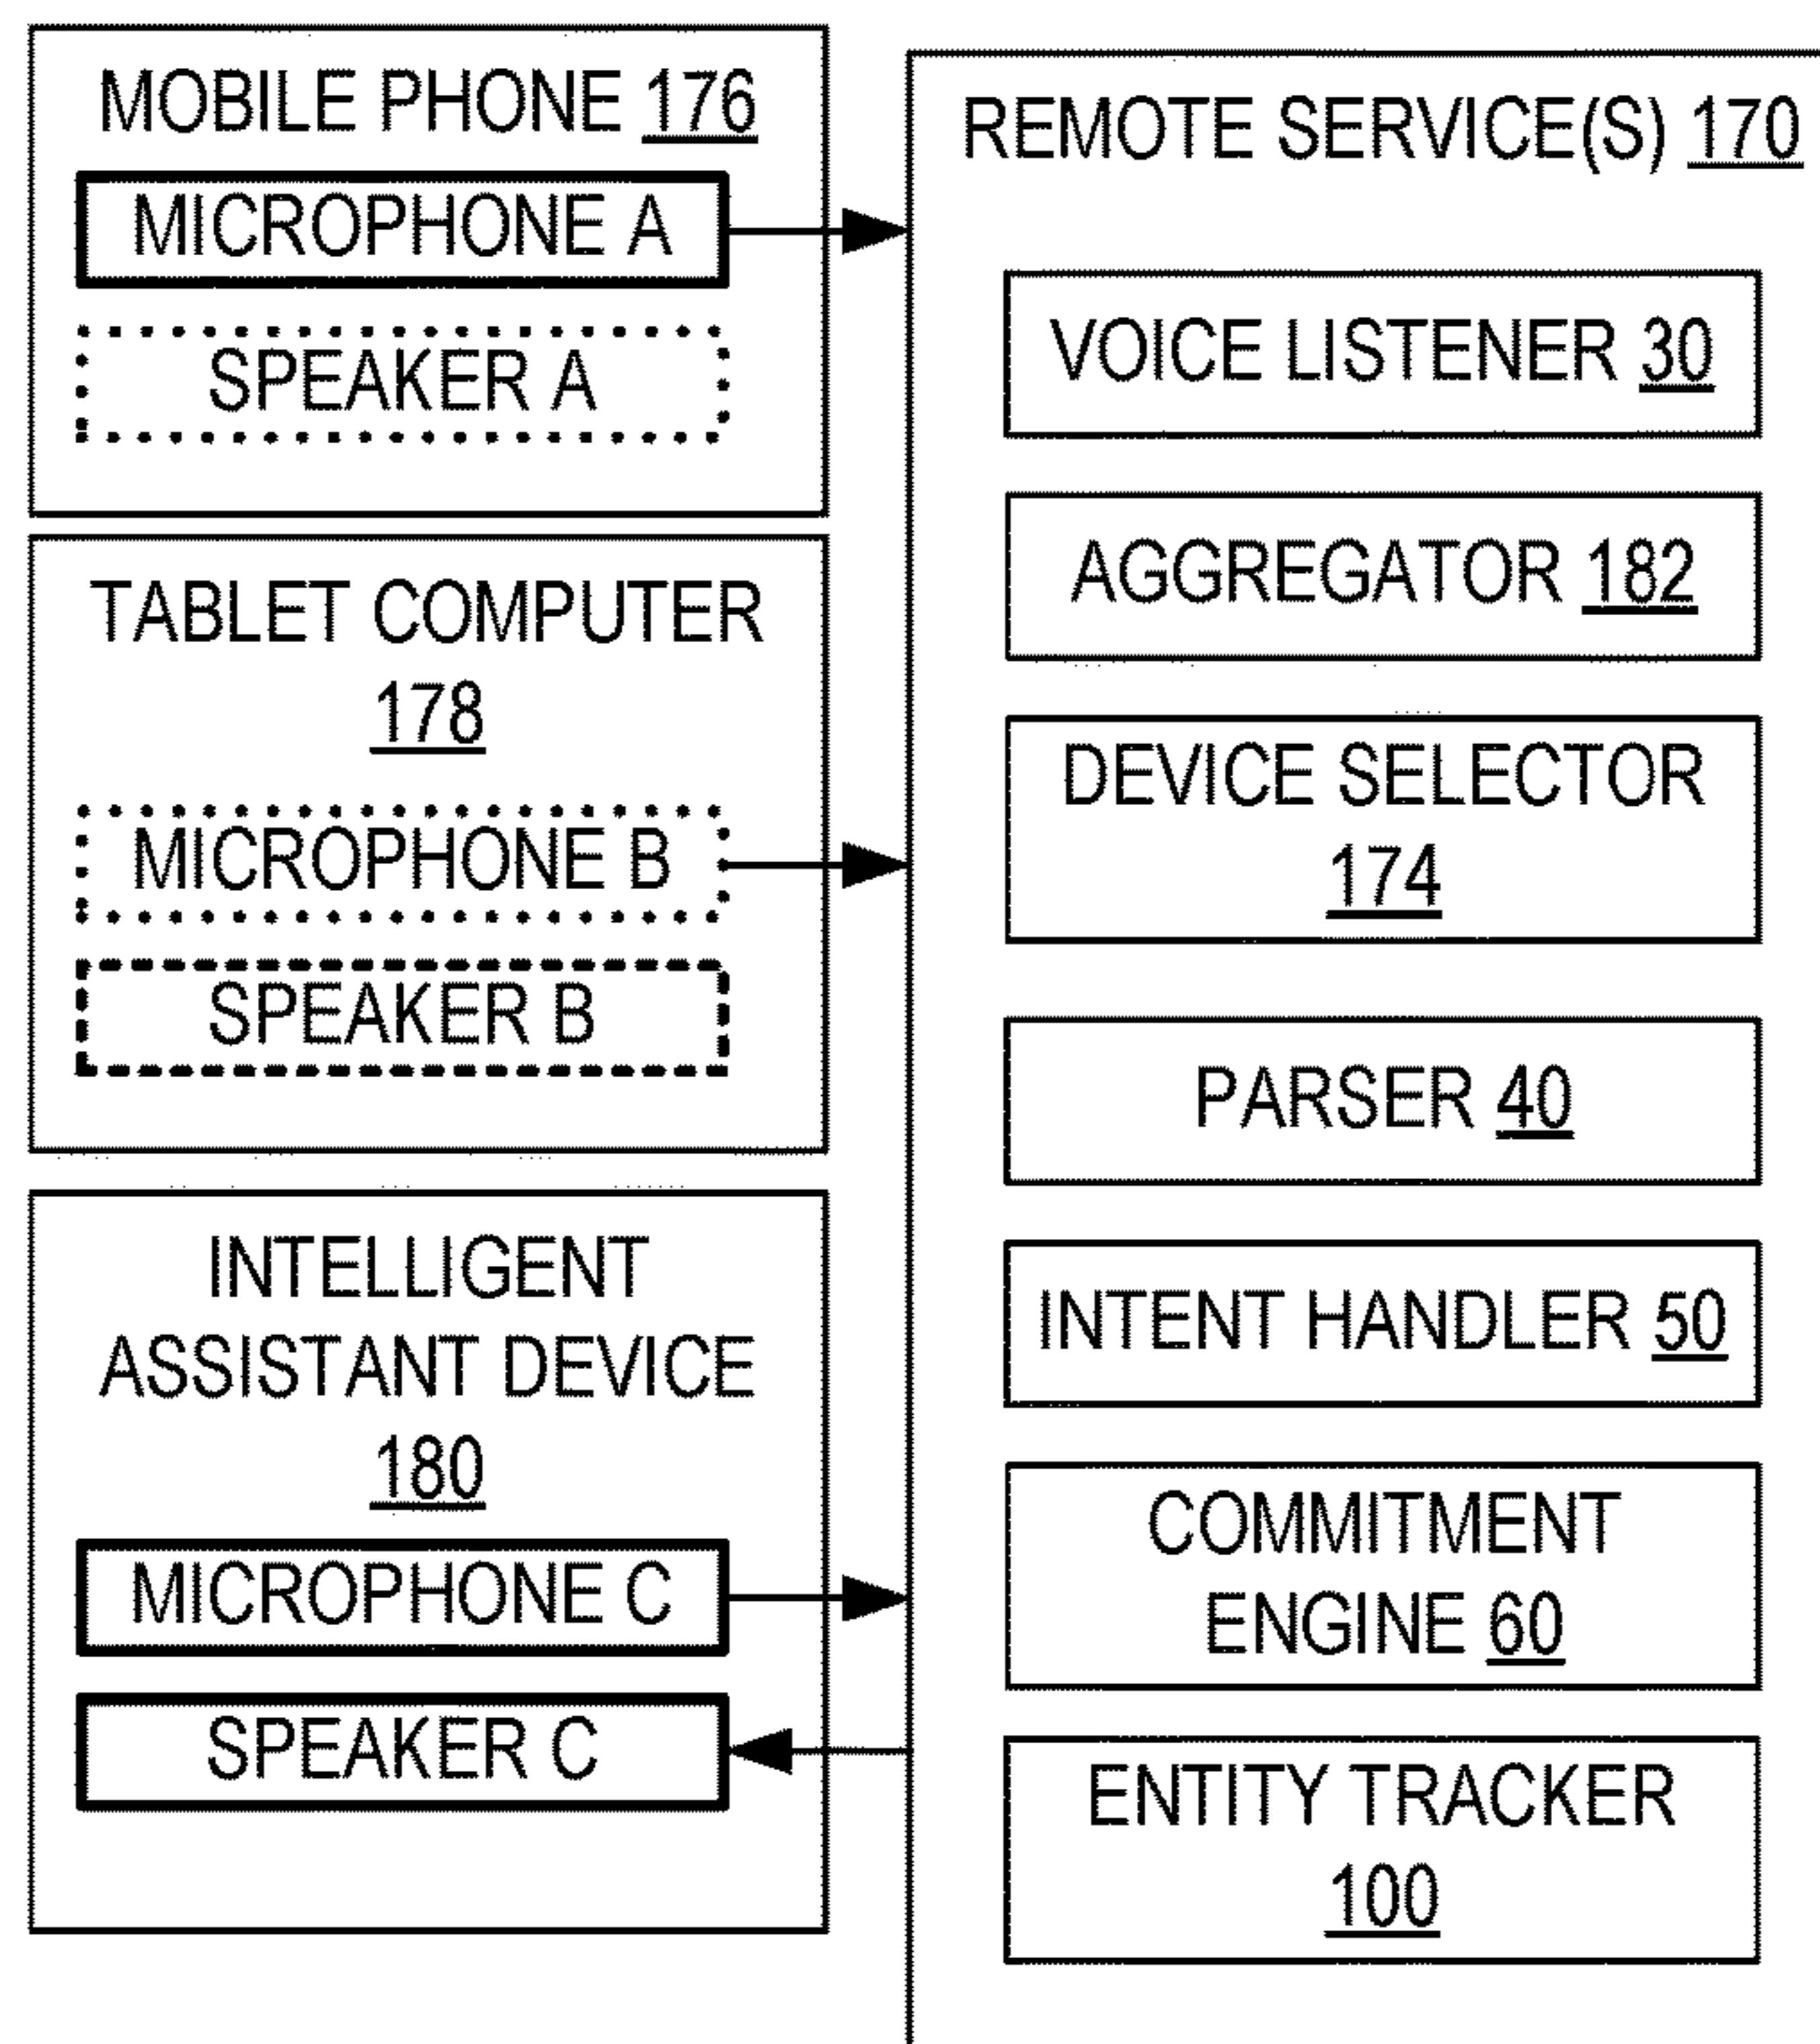 MOBILE PHONE 176
MICROPHONE A
SPEAKER A
TABLET COMPUTER
178
MICROPHONE B
SPEAKER B
INTELLIGENT
ASSISTANT DEVICE
180
MICROPHONE C
SPEAKER C
REMOTE SERVICE(S) 170
VOICE LISTENER 30
AGGREGATOR 182
DEVICE SELECTOR
174
PARSER 40
INTENT HANDLER 50
COMMITMENT
ENGINE 60
ENTITY TRACKER
100